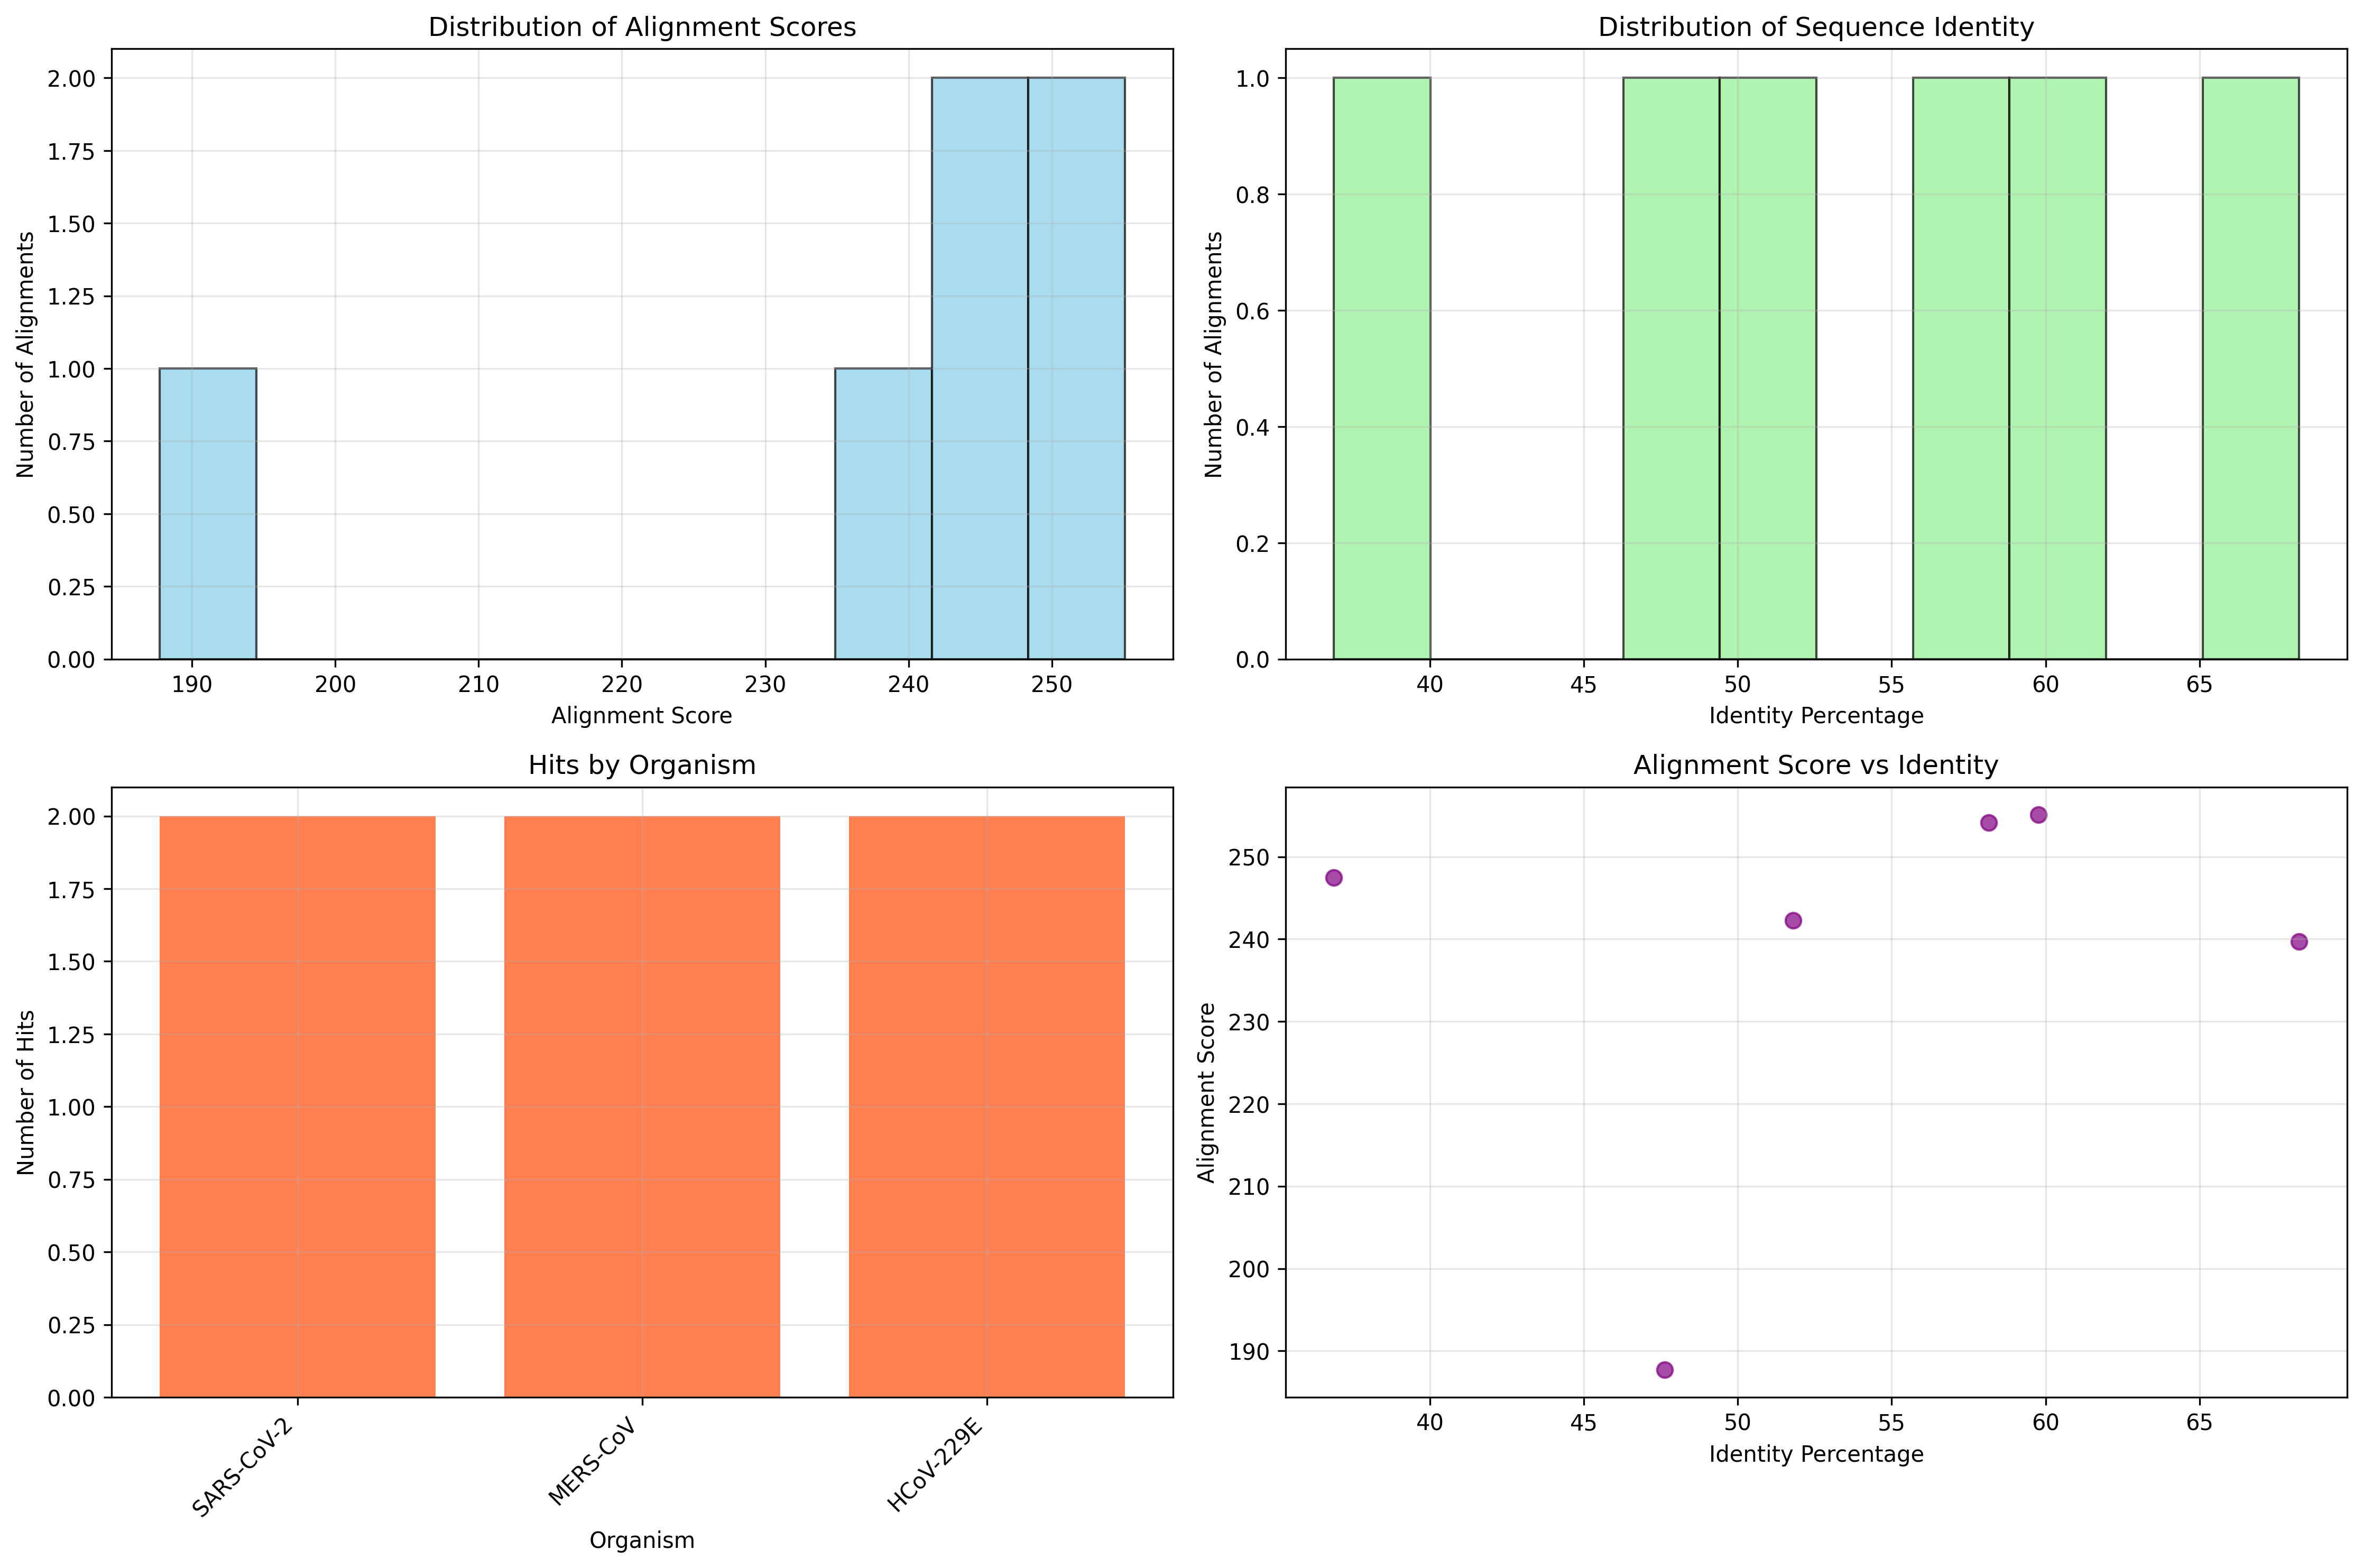 Distribution of Alignment Scores
Number of Alignments
2.00
1.75
1.50
1.25
1.00
0.75
0.50
0.25
0.00
190 200 210 220 230 240 250
Alignment Score
Distribution of Sequence Identity
Number of Alignments
1.0
0.8
0.6
0.4
0.2
0.0
40 45 50 55 60 65
Identity Percentage
Hits by Organism
Number of Hits
2.00
1.75
1.50
1.25
1.00
0.75
0.50
0.25
0.00
SARS-CoV-2
MERS-CoV
HCoV-229E
Organism
Alignment Score vs Identity
Alignment Score
250
240
230
220
210
200
190
40 45 50 55 60 65
Identity Percentage